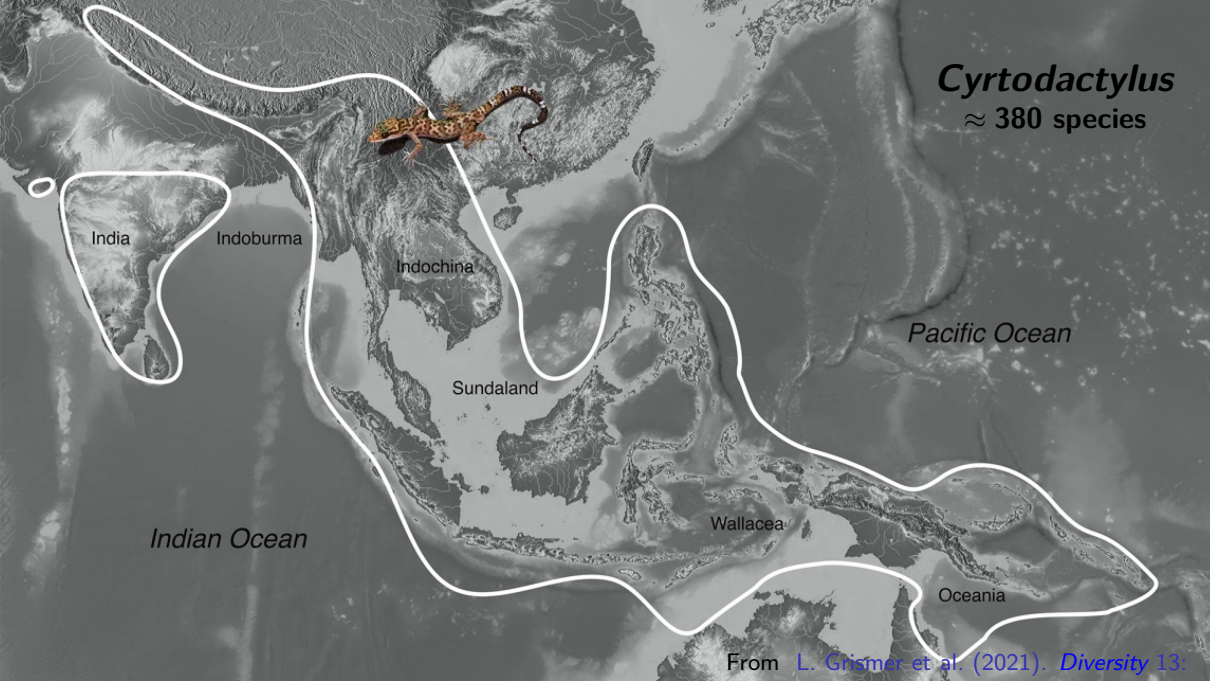 Cyrtodactylus
≈ 380 species
India
Indoburma
Indochina
Pacific Ocean
Sundaland
Wallacea
Indian Ocean
Oceania
From L. Grismer et al. (2021). Diversity 13: